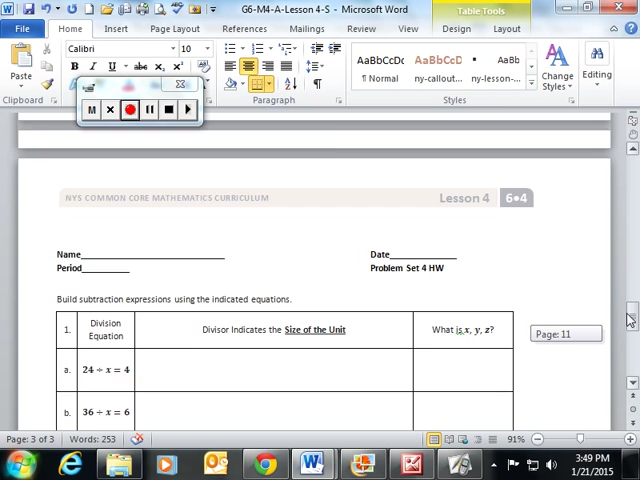 G6-M4-A-Lesson 4-S - Microsoft Word
Table Tools
File
Home
Insert
Page Layout
References
Mailings
Review
View
Developer
Design
Layout
Paste
Calibri
10
B I U abc x₂ x²
Change
Styles
Editing
AaBbCcDc
AaBbCcD
¶ Normal
ny-callout...
ny-lesson-...
Clipboard
Paragraph
Styles
M
NYS COMMON CORE MATHEMATICS CURRICULUM
Lesson 4
6•4
Name
Date
Period
Problem Set 4 HW
Build subtraction expressions using the indicated equations.
1.
Division
Equation
Divisor Indicates the Size of the Unit
What is x, y, z?
Page: 11
a.
24 ÷ x = 4
b.
36 ÷ x = 6
Page: 3 of 3
Words: 253
91%
3:49 PM
1/21/2015